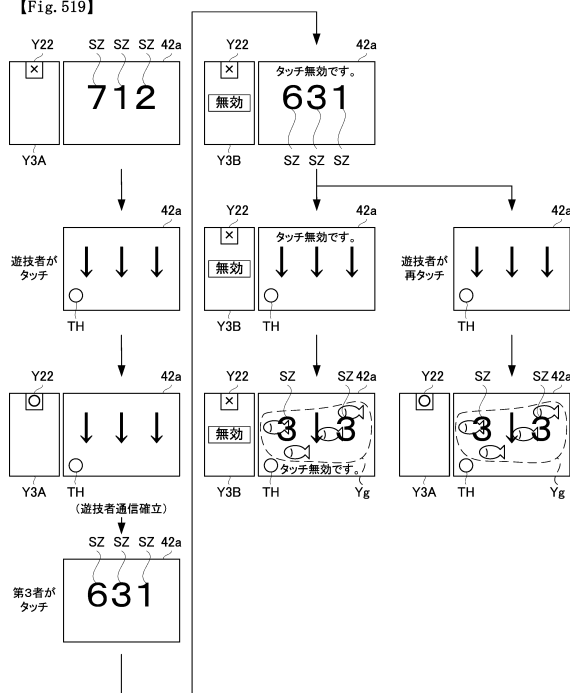 【Fig. 519】
Y22 SZ SZ SZ 42a
×
712
Y3A
42a
遊技者が
タッチ
↓ ↓ ↓
TH
Y22 42a
○
↓ ↓ ↓
Y3A TH
(遊技者通信確立)
SZ SZ SZ 42a
第3者が
タッチ
631
Y22 42a
×
タッチ無効です。
無効
631
Y3B SZ SZ SZ
Y22 42a
×
タッチ無効です。
無効
↓ ↓ ↓
Y3B TH
42a
遊技者が
再タッチ
↓ ↓ ↓
TH
Y22 SZ SZ 42a
×
無効
3 ↓ 3
タッチ無効です。
Y3B TH Yg
Y22 SZ SZ 42a
○
3 ↓ 3
Y3A TH Yg